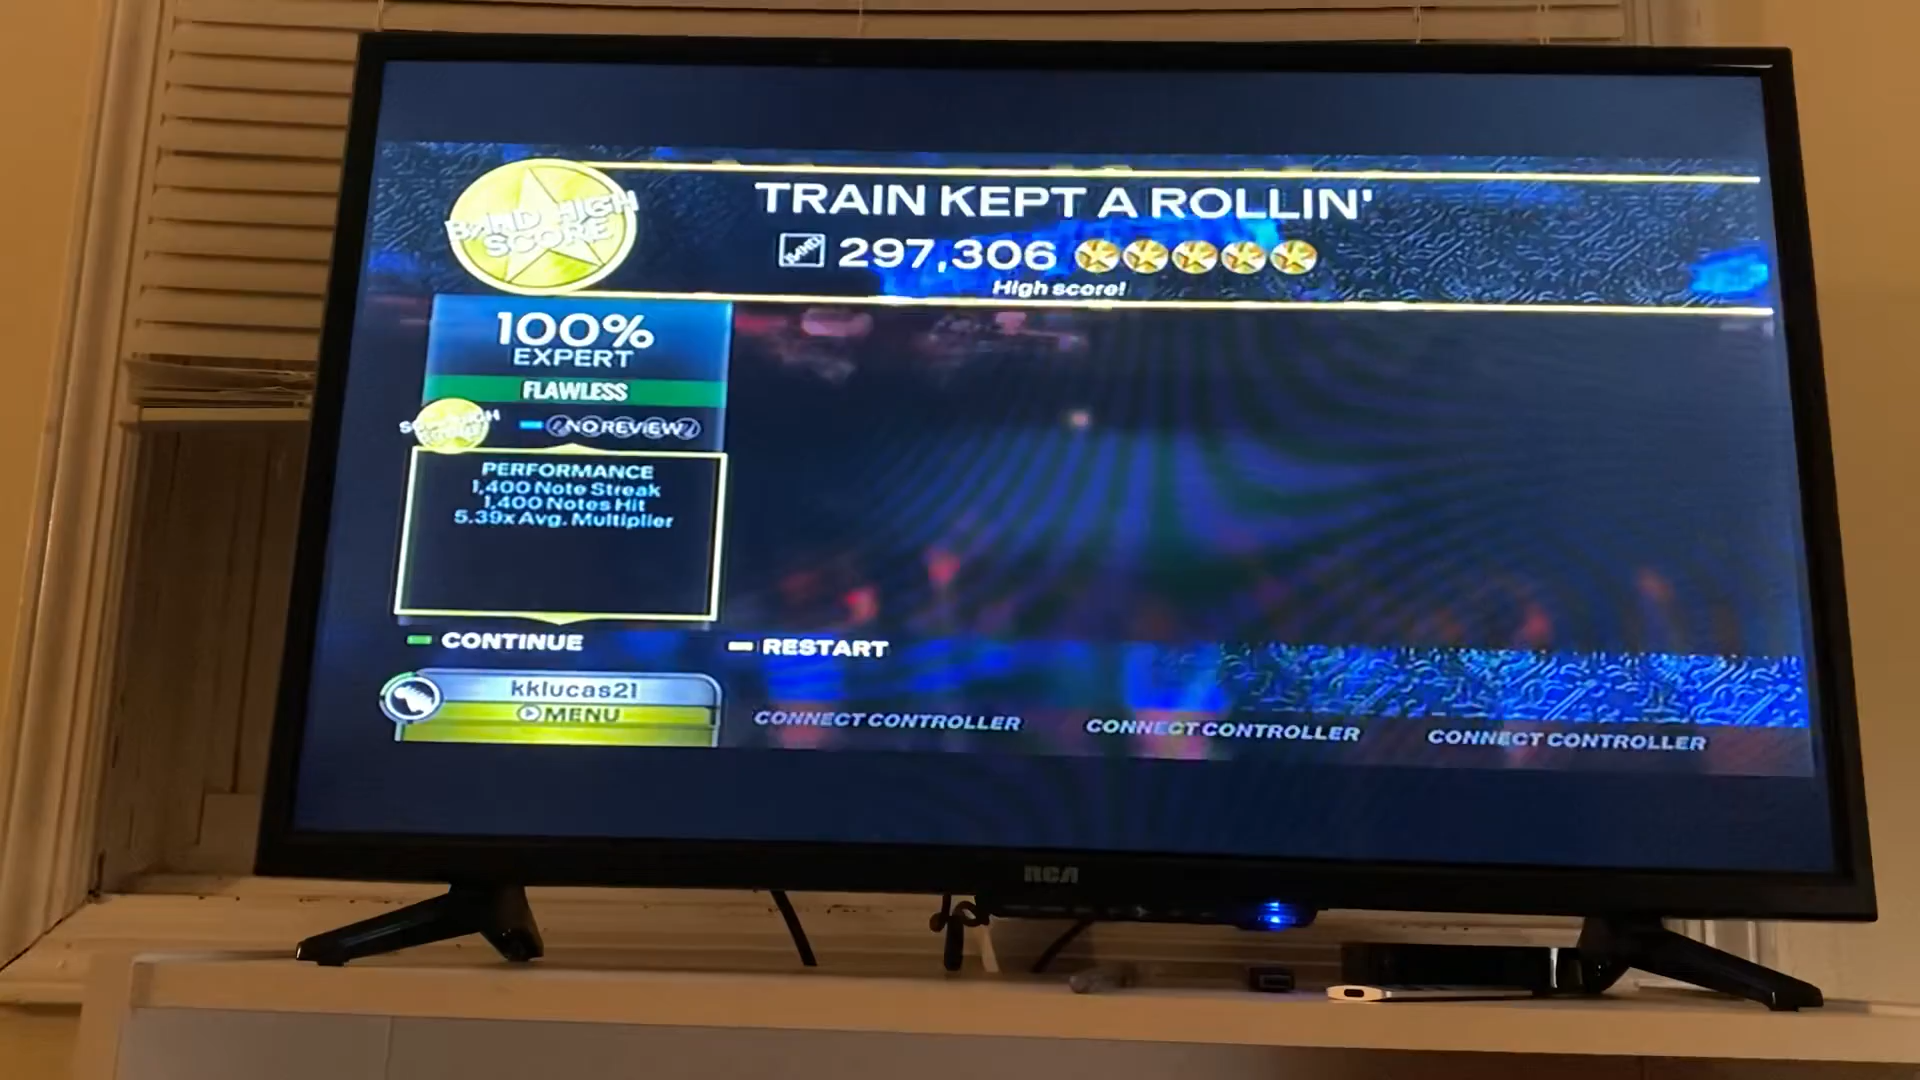 BAND HIGH
SCORE
TRAIN KEPT A ROLLIN'
BAND 297,306
High score!
100%
EXPERT
FLAWLESS
NO REVIEW
PERFORMANCE
1,400 Note Streak
1,400 Notes Hit
5.39x Avg. Multiplier
CONTINUE
RESTART
kklucas21
MENU
CONNECT CONTROLLER
CONNECT CONTROLLER
CONNECT CONTROLLER
RCA